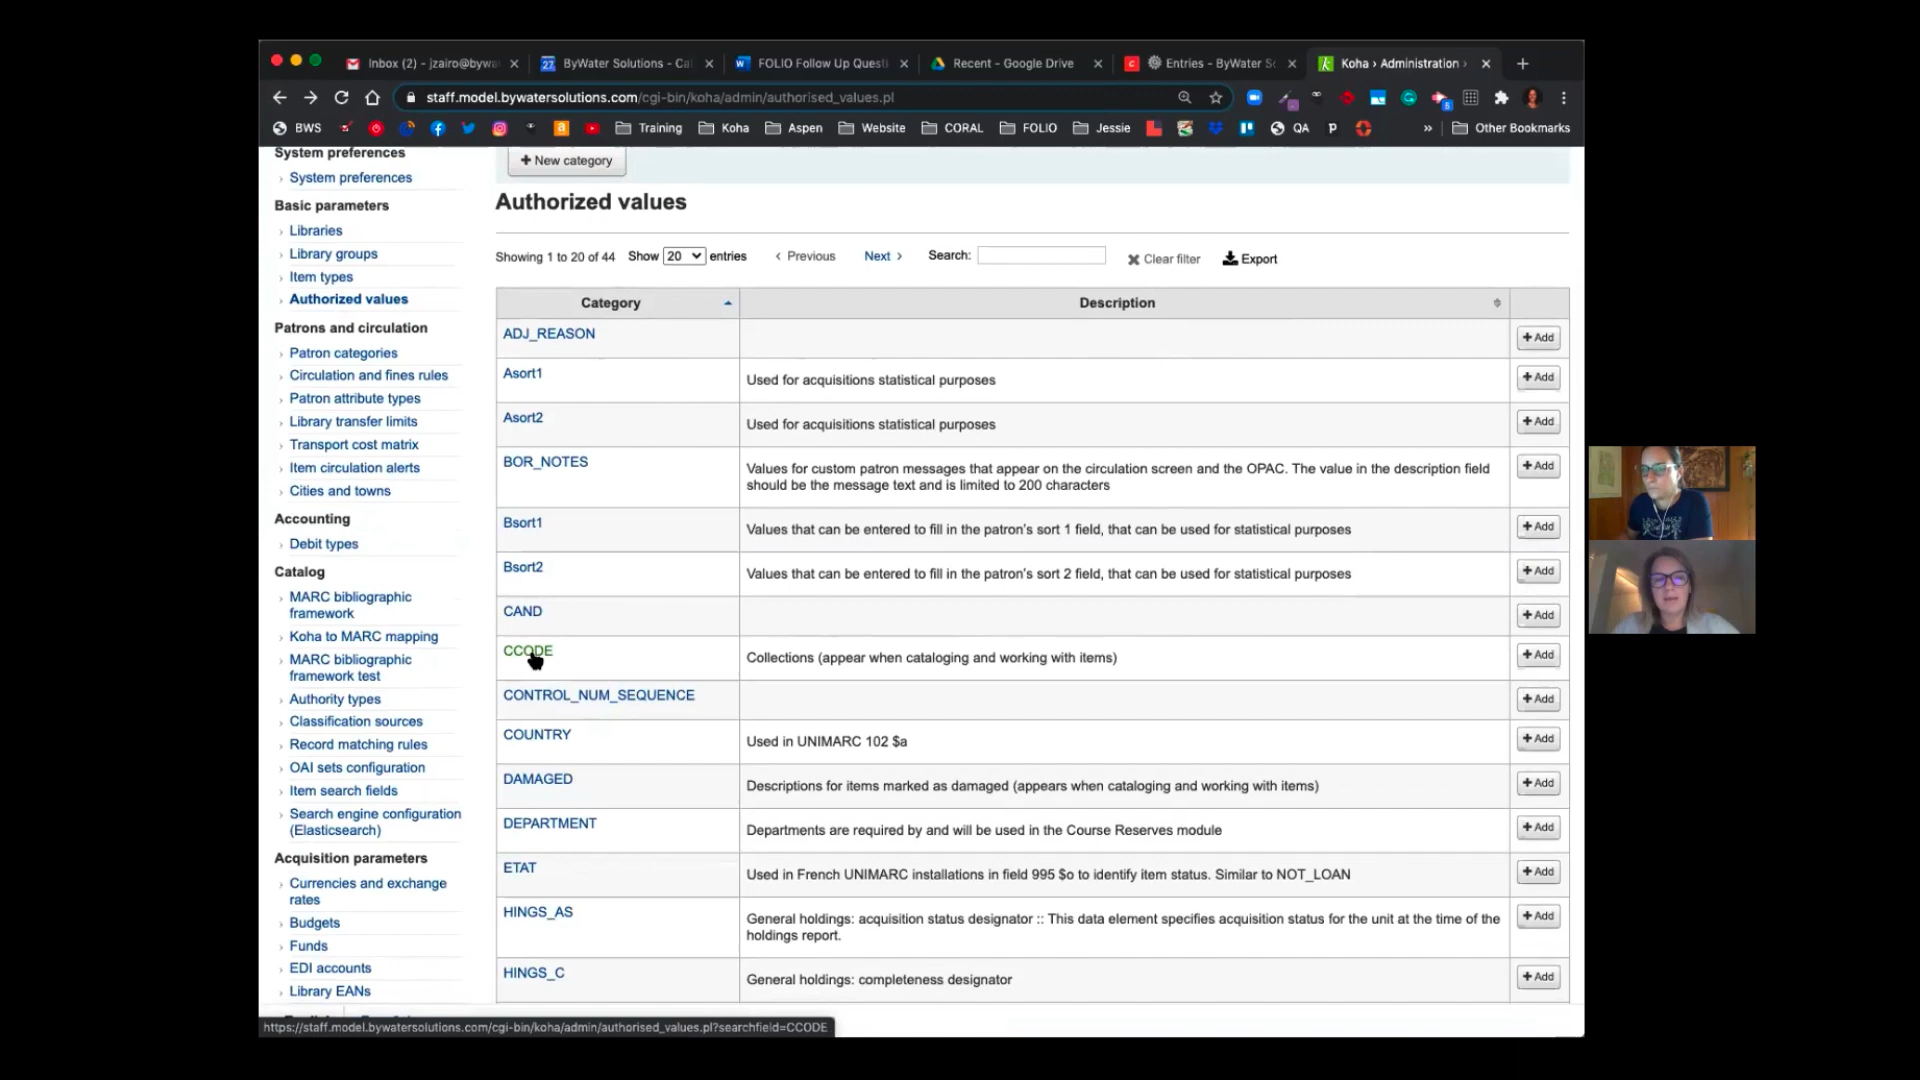 Inbox (2) - jzairo@bywa
ByWater Solutions - Ca
FOLIO Follow Up Questi
Recent - Google Drive
Entries - ByWater So
Koha › Administration ›
staff.model.bywatersolutions.com/cgi-bin/koha/admin/authorised_values.pl
BWS
Training
Koha
Aspen
Website
CORAL
FOLIO
Jessie
QA
» Other Bookmarks
System preferences
› System preferences
Basic parameters
› Libraries
› Library groups
› Item types
› Authorized values
Patrons and circulation
› Patron categories
› Circulation and fines rules
› Patron attribute types
› Library transfer limits
› Transport cost matrix
› Item circulation alerts
› Cities and towns
Accounting
› Debit types
Catalog
› MARC bibliographic
framework
› Koha to MARC mapping
› MARC bibliographic
framework test
› Authority types
› Classification sources
› Record matching rules
› OAI sets configuration
› Item search fields
› Search engine configuration
(Elasticsearch)
Acquisition parameters
› Currencies and exchange
rates
› Budgets
› Funds
› EDI accounts
› Library EANs
+ New category
Authorized values
Showing 1 to 20 of 44 Show 20 entries ‹ Previous Next › Search: Clear filter Export
Category Description
ADJ_REASON + Add
Asort1 Used for acquisitions statistical purposes + Add
Asort2 Used for acquisitions statistical purposes + Add
BOR_NOTES Values for custom patron messages that appear on the circulation screen and the OPAC. The value in the description field + Add
should be the message text and is limited to 200 characters
Bsort1 Values that can be entered to fill in the patron's sort 1 field, that can be used for statistical purposes + Add
Bsort2 Values that can be entered to fill in the patron's sort 2 field, that can be used for statistical purposes + Add
CAND + Add
CCODE Collections (appear when cataloging and working with items) + Add
CONTROL_NUM_SEQUENCE + Add
COUNTRY Used in UNIMARC 102 $a + Add
DAMAGED Descriptions for items marked as damaged (appears when cataloging and working with items) + Add
DEPARTMENT Departments are required by and will be used in the Course Reserves module + Add
ETAT Used in French UNIMARC installations in field 995 $o to identify item status. Similar to NOT_LOAN + Add
HINGS_AS General holdings: acquisition status designator :: This data element specifies acquisition status for the unit at the time of the + Add
holdings report.
HINGS_C General holdings: completeness designator + Add
https://staff.model.bywatersolutions.com/cgi-bin/koha/admin/authorised_values.pl?searchfield=CCODE